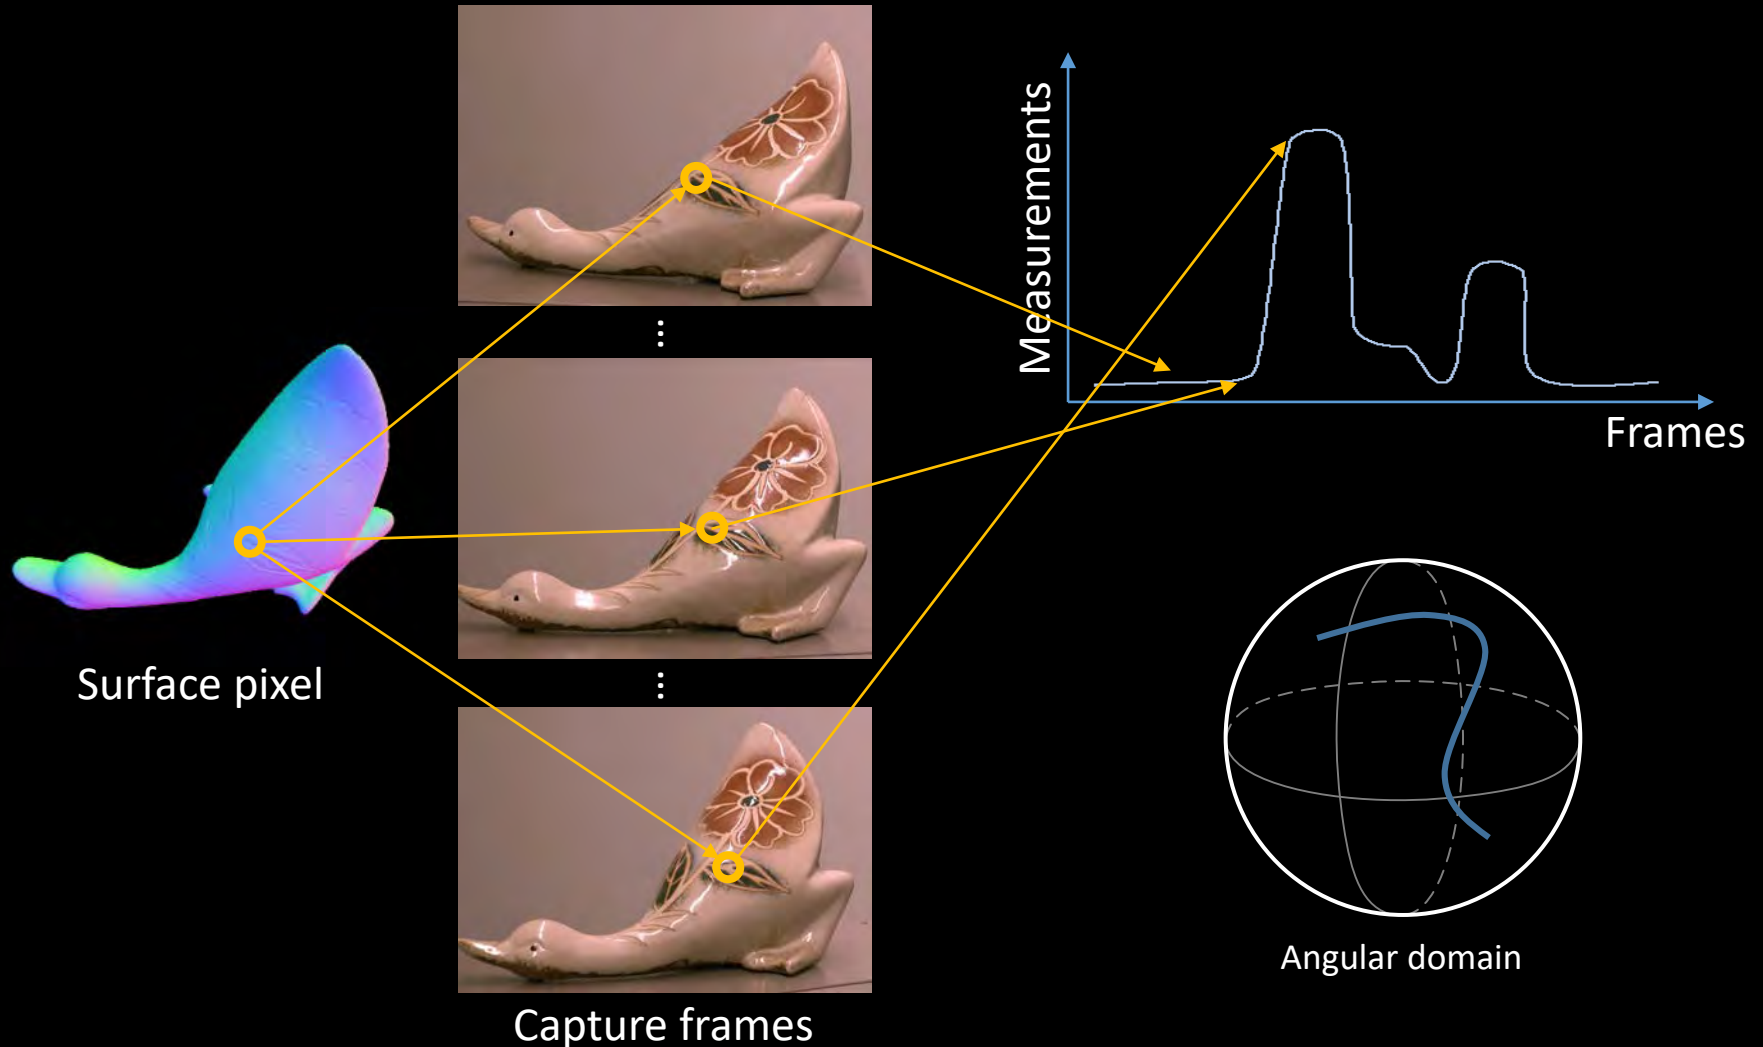 Surface pixel
⋮
⋮
Capture frames
Measurements
Frames
Angular domain